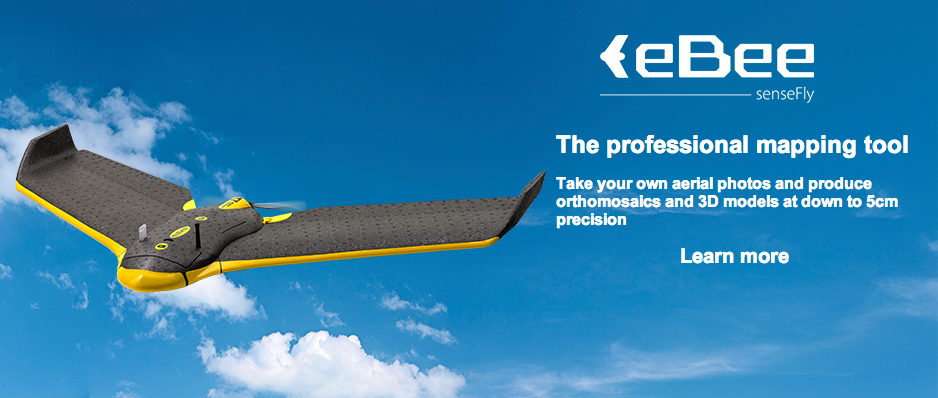 eBee
senseFly
The professional mapping tool
Take your own aerial photos and produce
orthomosaics and 3D models at down to 5cm
precision
Learn more